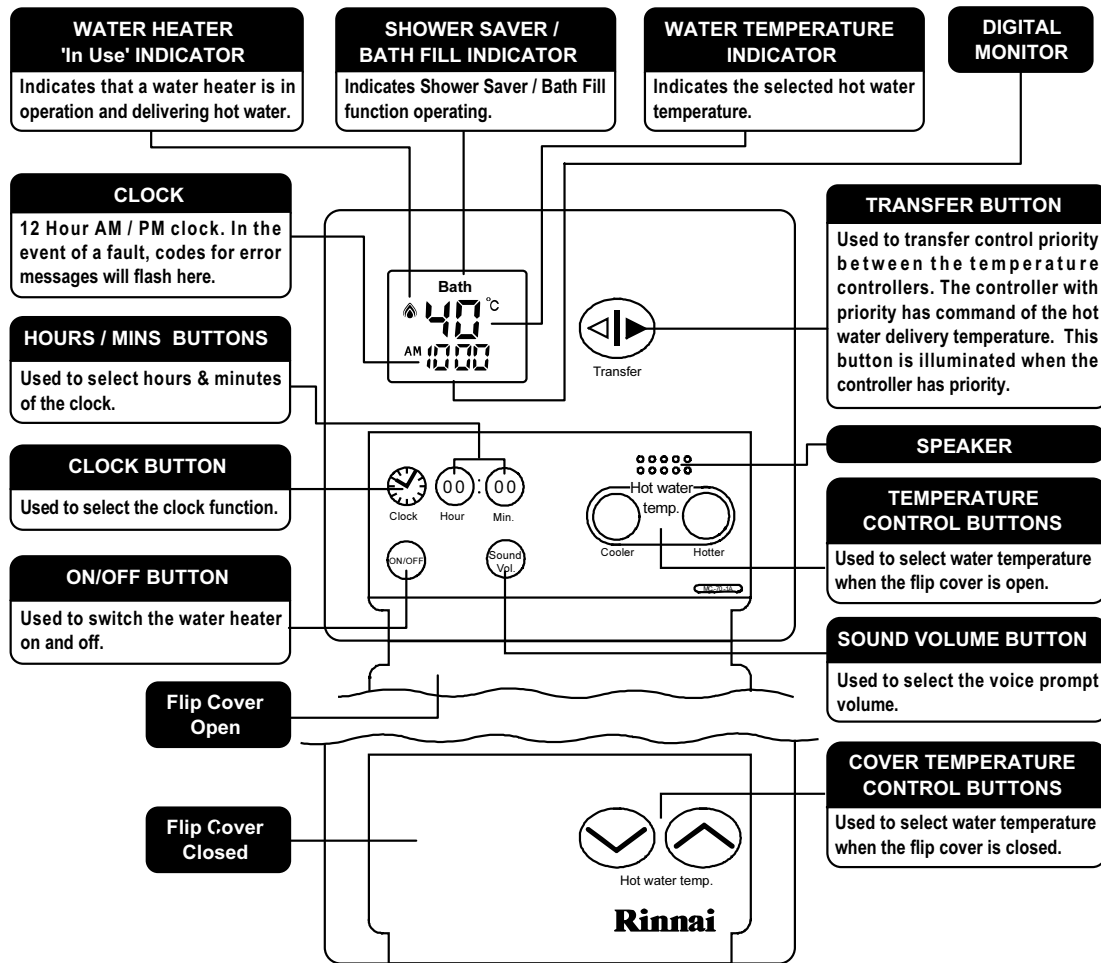 WATER HEATER
'In Use' INDICATOR
Indicates that a water heater is in
operation and delivering hot water.
SHOWER SAVER /
BATH FILL INDICATOR
Indicates Shower Saver / Bath Fill
function operating.
WATER TEMPERATURE
INDICATOR
Indicates the selected hot water
temperature.
DIGITAL
MONITOR
CLOCK
12 Hour AM / PM clock. In the
event of a fault, codes for error
messages will flash here.
HOURS / MINS BUTTONS
Used to select hours & minutes
of the clock.
CLOCK BUTTON
Used to select the clock function.
ON/OFF BUTTON
Used to switch the water heater
on and off.
Flip Cover
Open
Flip Cover
Closed
Bath
40 °C
AM 1000
Transfer
00 : 00
Clock Hour Min.
ON/OFF
Sound
Vol.
Hot water
temp.
Cooler Hotter
Hot water temp.
Rinnai
TRANSFER BUTTON
Used to transfer control priority
between the temperature
controllers. The controller with
priority has command of the hot
water delivery temperature. This
button is illuminated when the
controller has priority.
SPEAKER
TEMPERATURE
CONTROL BUTTONS
Used to select water temperature
when the flip cover is open.
SOUND VOLUME BUTTON
Used to select the voice prompt
volume.
COVER TEMPERATURE
CONTROL BUTTONS
Used to select water temperature
when the flip cover is closed.